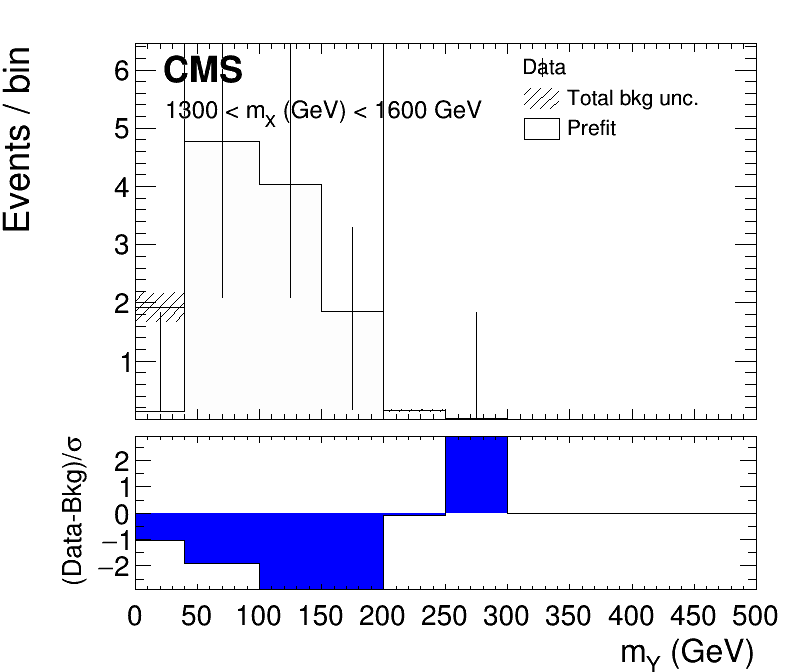 Events / bin
6
5
4
3
2
1
CMS
1300 < mX (GeV) < 1600 GeV
Data
Total bkg unc.
Prefit
(Data-Bkg)/σ
2
1
0
−1
−2
0 50 100 150 200 250 300 350 400 450 500
mY (GeV)